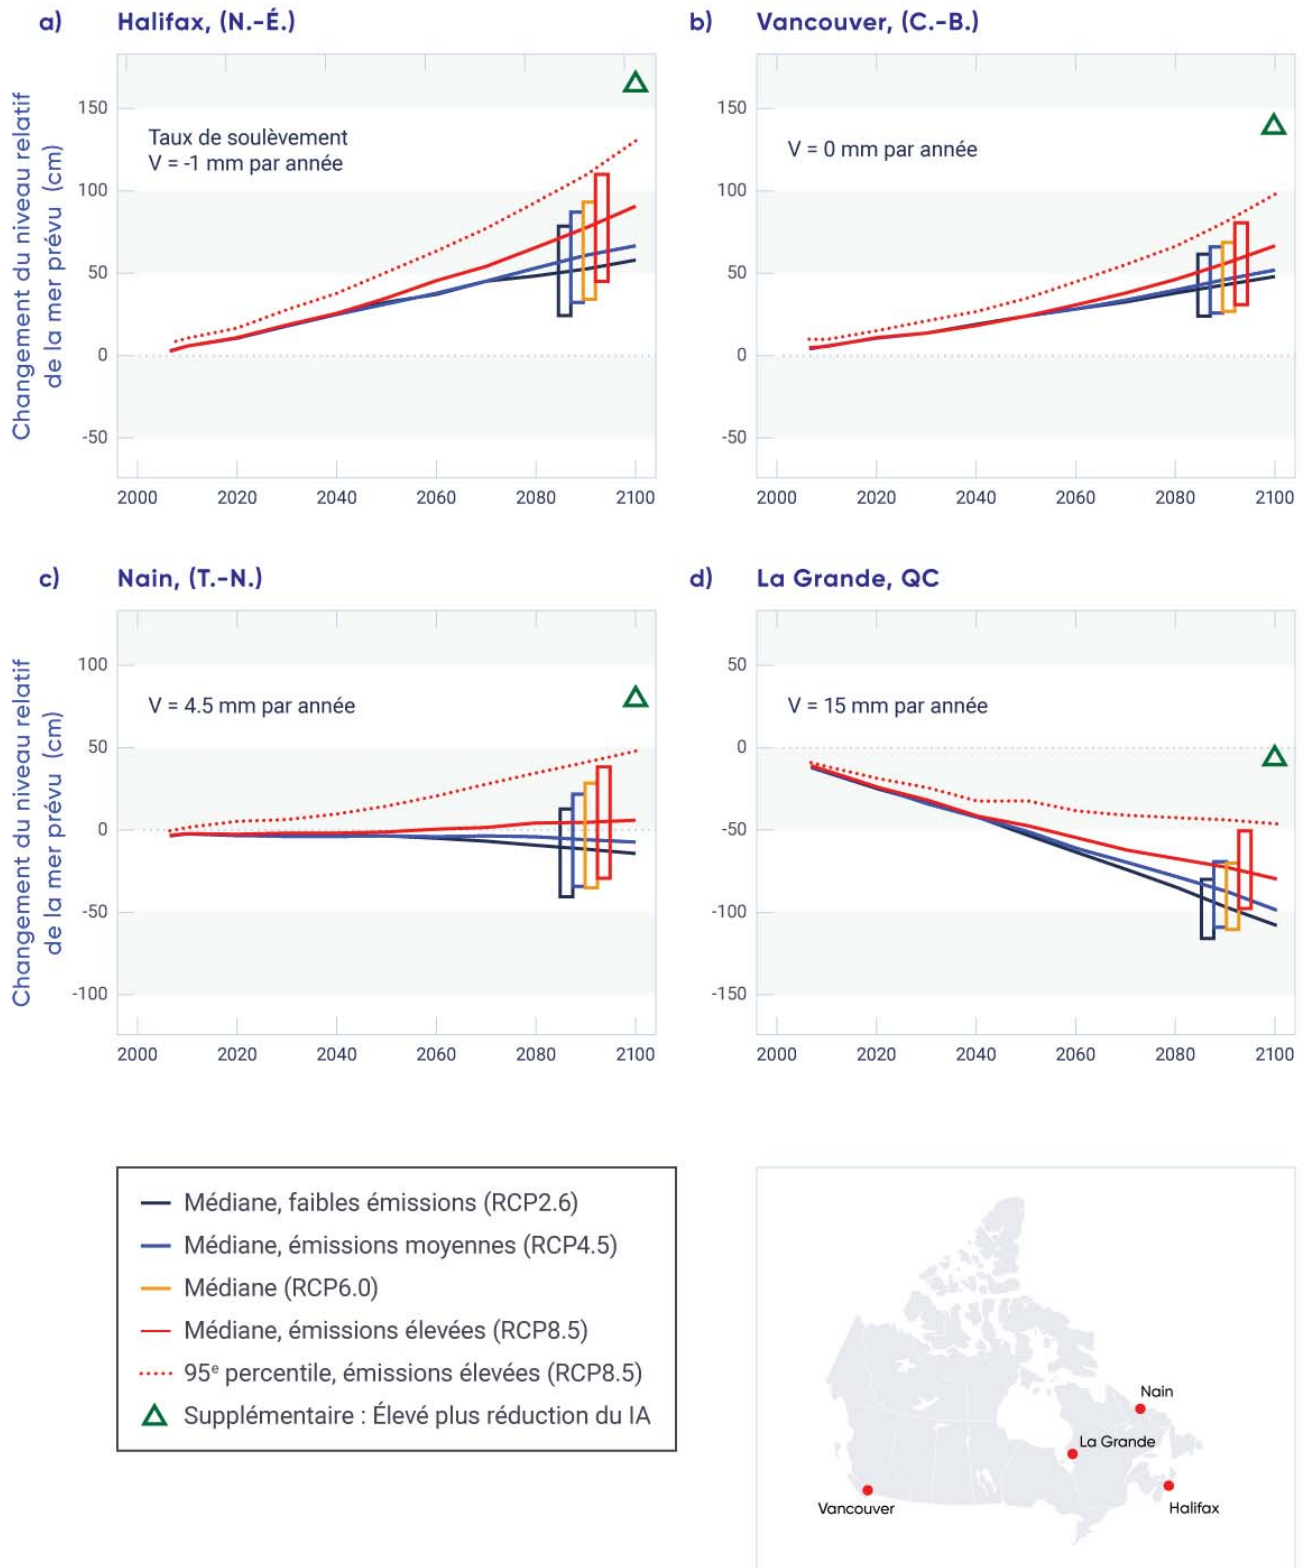 a) Halifax, (N.-É.)
Changement du niveau relatif
de la mer prévu (cm)
150
100
50
0
-50
Taux de soulèvement
V = -1 mm par année
2000 2020 2040 2060 2080 2100
b) Vancouver, (C.-B.)
150
100
50
0
-50
V = 0 mm par année
2000 2020 2040 2060 2080 2100
c) Nain, (T.-N.)
Changement du niveau relatif
de la mer prévu (cm)
100
50
0
-50
-100
V = 4.5 mm par année
2000 2020 2040 2060 2080 2100
d) La Grande, QC
50
0
-50
-100
-150
V = 15 mm par année
2000 2020 2040 2060 2080 2100
Médiane, faibles émissions (RCP2.6)
Médiane, émissions moyennes (RCP4.5)
Médiane (RCP6.0)
Médiane, émissions élevées (RCP8.5)
95e percentile, émissions élevées (RCP8.5)
Supplémentaire : Élevé plus réduction du IA
Nain
La Grande
Vancouver
Halifax